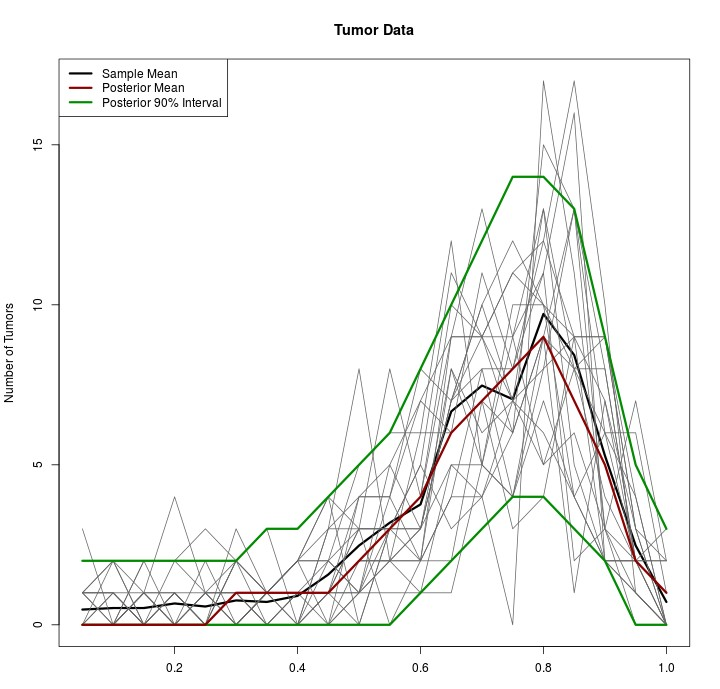 Tumor Data
Sample Mean
Posterior Mean
Posterior 90% Interval
Number of Tumors
15
10
5
0
0.2 0.4 0.6 0.8 1.0